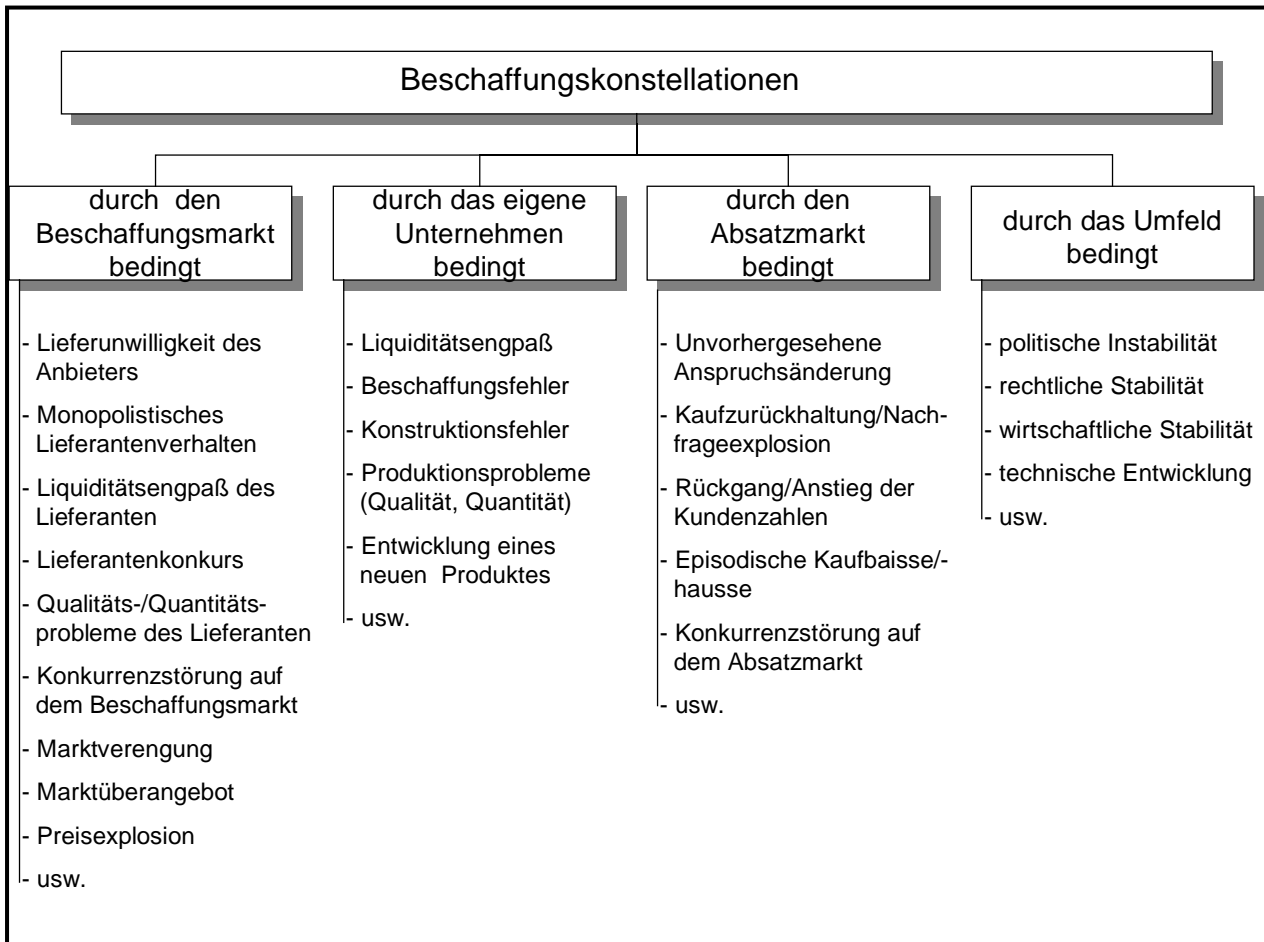 Beschaffungskonstellationen
durch den
Beschaffungsmarkt
bedingt
- Lieferunwilligkeit des
Anbieters
- Monopolistisches
Lieferantenverhalten
- Liquiditätsengpaß des
Lieferanten
- Lieferantenkonkurs
- Qualitäts-/Quantitäts-
probleme des Lieferanten
- Konkurrenzstörung auf
dem Beschaffungsmarkt
- Marktverengung
- Marktüberangebot
- Preisexplosion
- usw.
durch das eigene
Unternehmen
bedingt
- Liquiditätsengpaß
- Beschaffungsfehler
- Konstruktionsfehler
- Produktionsprobleme
(Qualität, Quantität)
- Entwicklung eines
neuen Produktes
- usw.
durch den
Absatzmarkt
bedingt
- Unvorhergesehene
Anspruchsänderung
- Kaufzurückhaltung/Nach-
frageexplosion
- Rückgang/Anstieg der
Kundenzahlen
- Episodische Kaufbaisse/-
hausse
- Konkurrenzstörung auf
dem Absatzmarkt
- usw.
durch das Umfeld
bedingt
- politische Instabilität
- rechtliche Stabilität
- wirtschaftliche Stabilität
- technische Entwicklung
- usw.